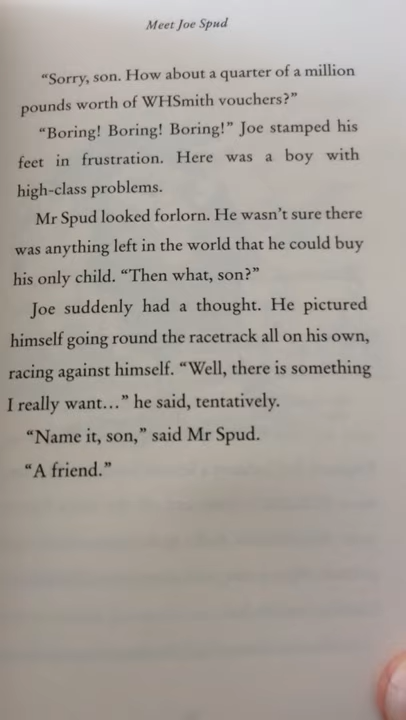 Meet Joe Spud
“Sorry, son. How about a quarter of a million
pounds worth of WHSmith vouchers?”
“Boring! Boring! Boring!” Joe stamped his
feet in frustration. Here was a boy with
high-class problems.
Mr Spud looked forlorn. He wasn’t sure there
was anything left in the world that he could buy
his only child. “Then what, son?”
Joe suddenly had a thought. He pictured
himself going round the racetrack all on his own,
racing against himself. “Well, there is something
I really want…” he said, tentatively.
“Name it, son,” said Mr Spud.
“A friend.”